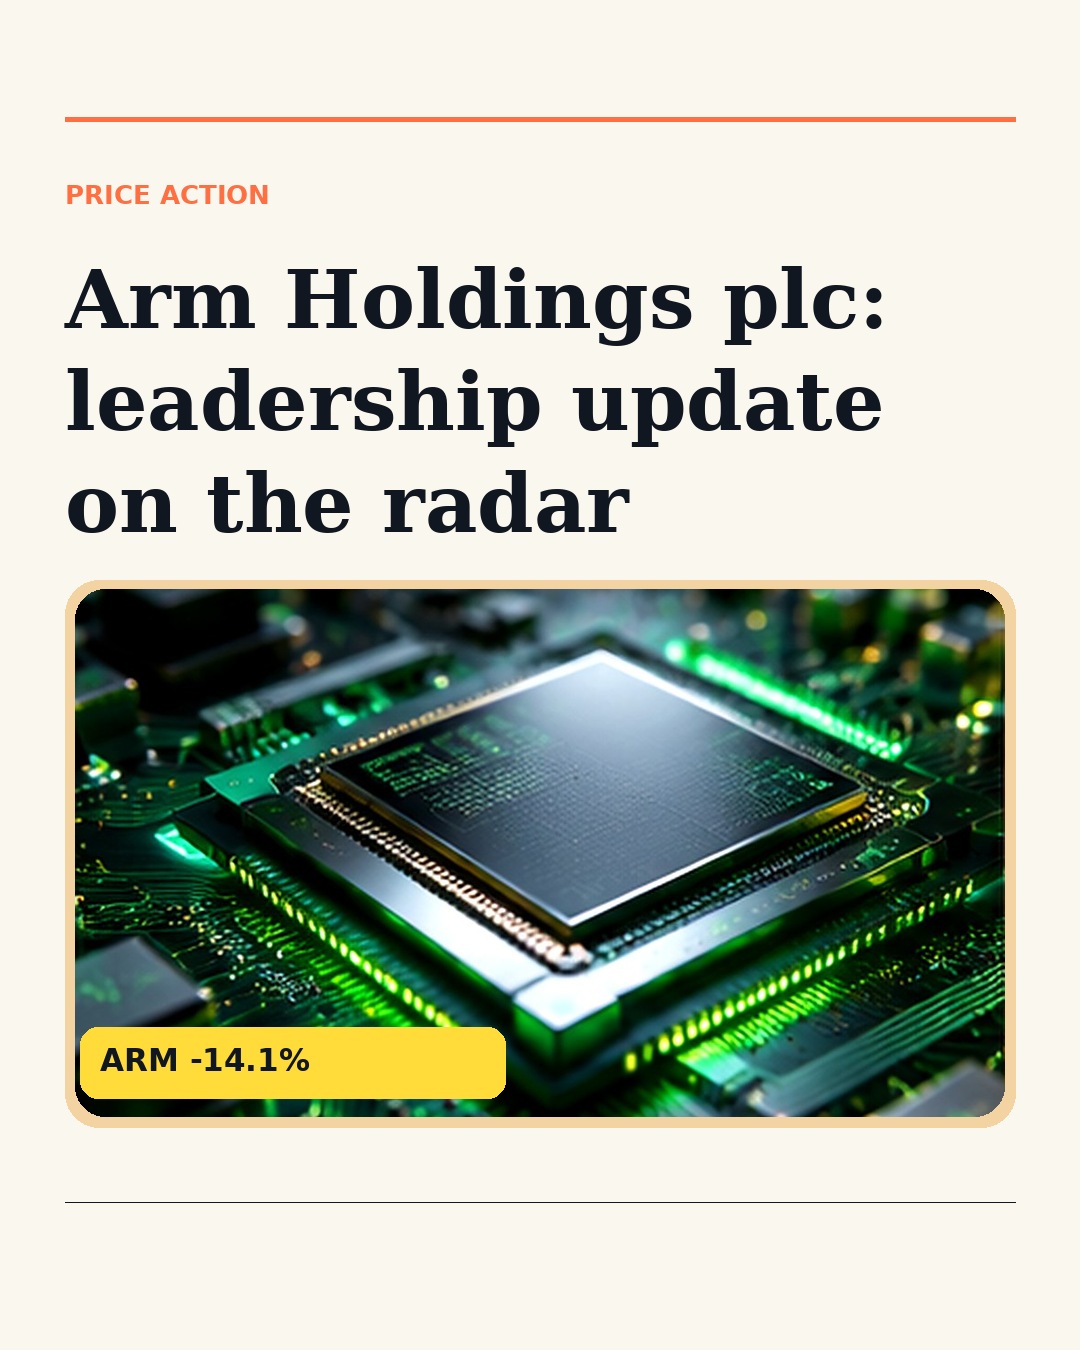 PRICE ACTION
Arm Holdings plc:
leadership update
on the radar
ARM -14.1%